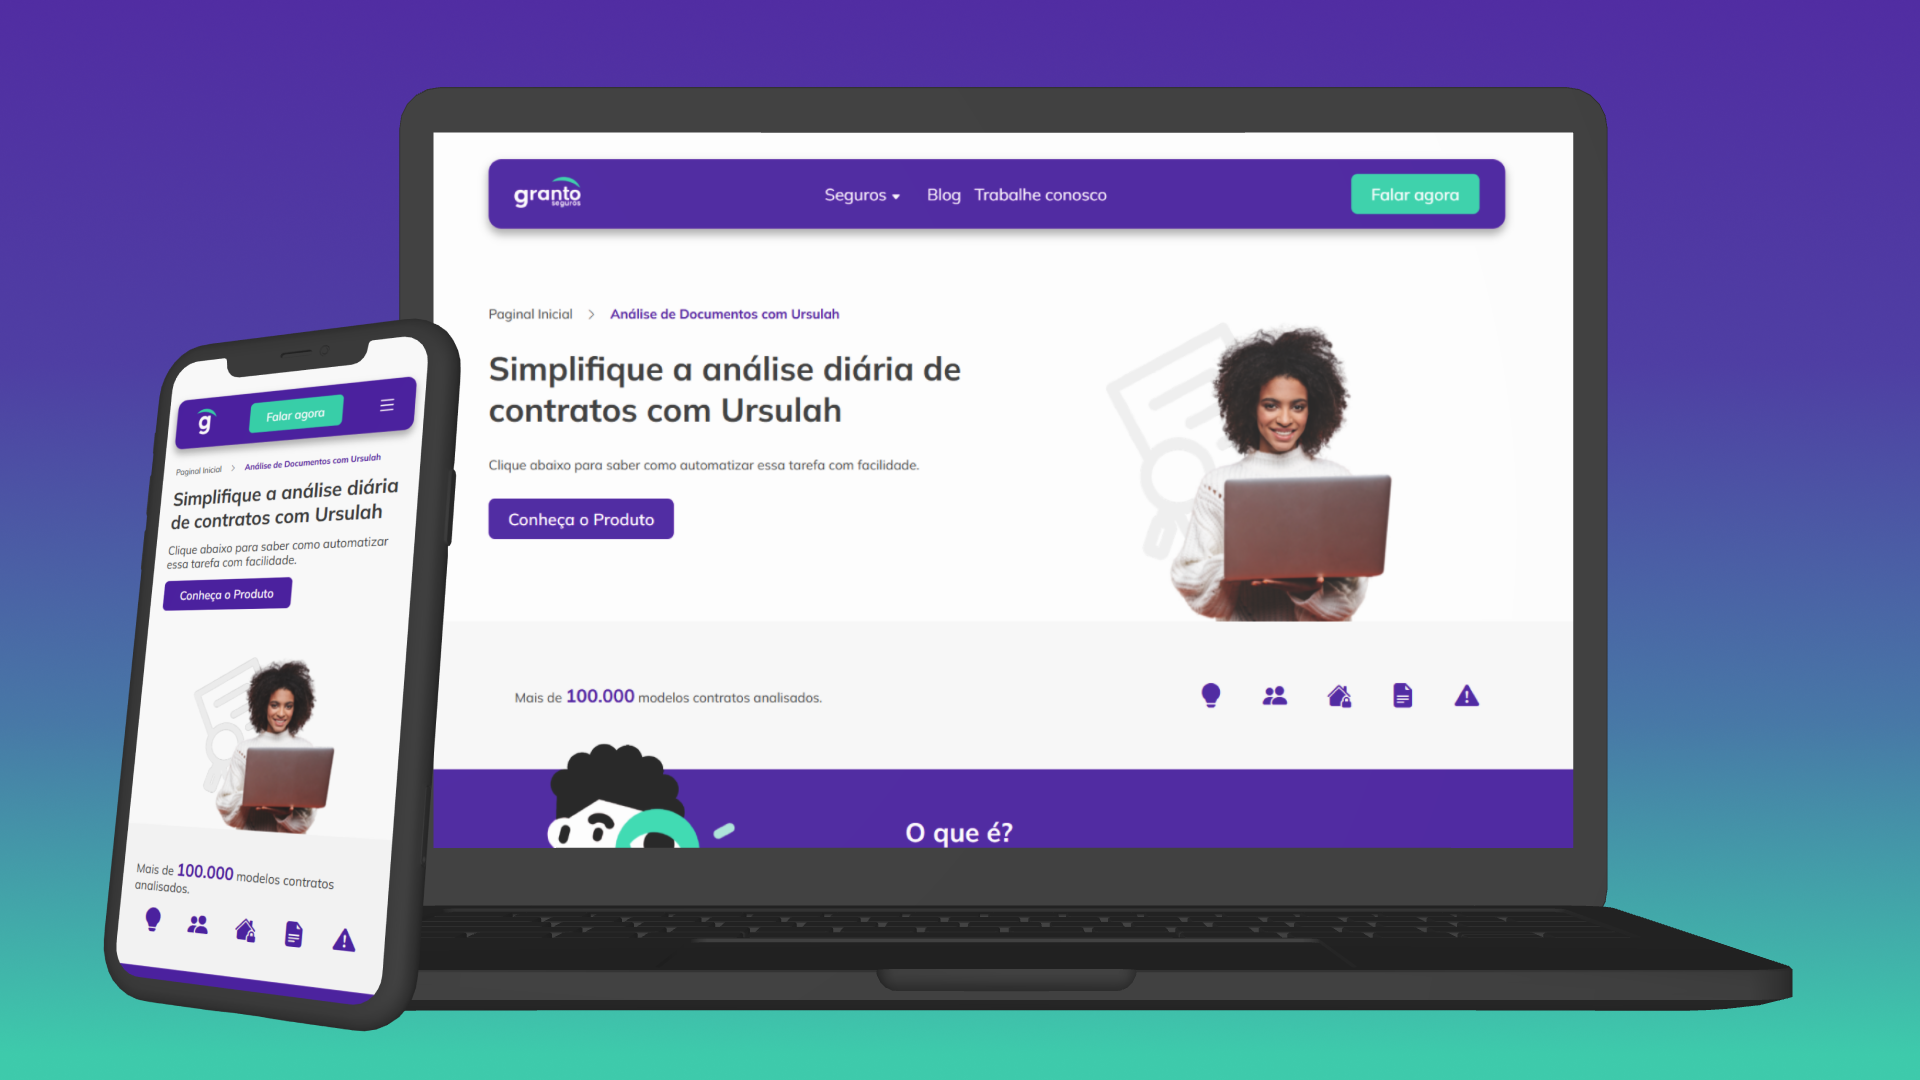 granto
seguros
Seguros
Blog
Trabalhe conosco
Falar agora
Paginal Inicial > Análise de Documentos com Ursulah
Simplifique a análise diária de
contratos com Ursulah
Clique abaixo para saber como automatizar essa tarefa com facilidade.
Conheça o Produto
Mais de 100.000 modelos contratos analisados.
O que é?
g
Falar agora
Paginal Inicial > Análise de Documentos com Ursulah
Simplifique a análise diária
de contratos com Ursulah
Clique abaixo para saber como automatizar
essa tarefa com facilidade.
Conheça o Produto
Mais de 100.000 modelos contratos
analisados.